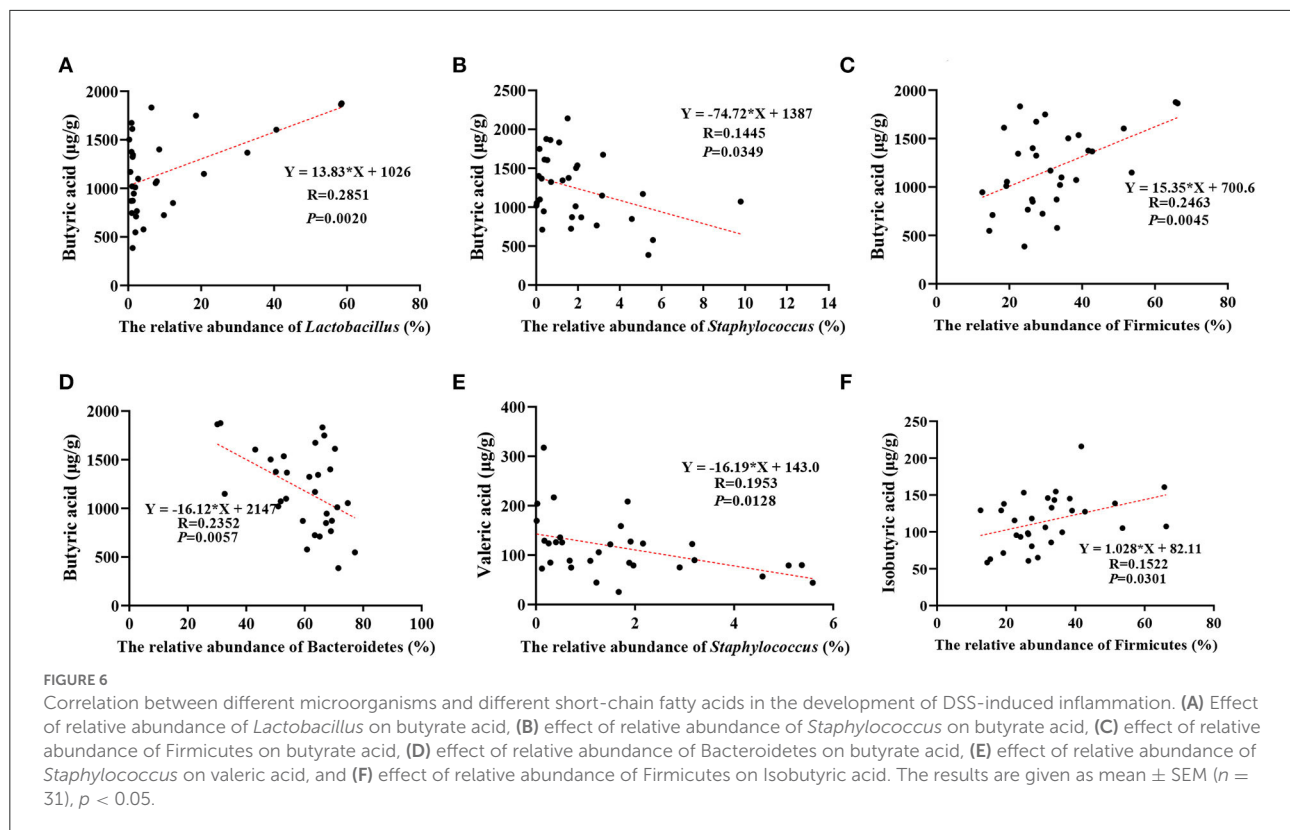 A
2000
1500
1000
500
0
Butyric acid (µg/g)
Y = 13.83*X + 1026
R=0.2851
P=0.0020
0 20 40 60 80
The relative abundance of Lactobacillus (%)
B
2500
2000
1500
1000
500
0
Butyric acid (µg/g)
Y = -74.72*X + 1387
R=0.1445
P=0.0349
0 2 4 6 8 10 12 14
The relative abundance of Staphylococcus (%)
C
2000
1500
1000
500
0
Butyric acid (µg/g)
Y = 15.35*X + 700.6
R=0.2463
P=0.0045
0 20 40 60 80
The relative abundance of Firmicutes (%)
D
2000
1500
1000
500
0
Butyric acid (µg/g)
Y = -16.12*X + 2147
R=0.2352
P=0.0057
0 20 40 60 80 100
The relative abundance of Bacteroidetes (%)
E
400
300
200
100
0
Valeric acid (µg/g)
Y = -16.19*X + 143.0
R=0.1953
P=0.0128
0 2 4 6
The relative abundance of Staphylococcus (%)
F
250
200
150
100
50
0
Isobutyric acid (µg/g)
Y = 1.028*X + 82.11
R=0.1522
P=0.0301
0 20 40 60 80
The relative abundance of Firmicutes (%)
FIGURE 6
Correlation between different microorganisms and different short-chain fatty acids in the development of DSS-induced inflammation. (A) Effect
of relative abundance of Lactobacillus on butyrate acid, (B) effect of relative abundance of Staphylococcus on butyrate acid, (C) effect of relative
abundance of Firmicutes on butyrate acid, (D) effect of relative abundance of Bacteroidetes on butyrate acid, (E) effect of relative abundance of
Staphylococcus on valeric acid, and (F) effect of relative abundance of Firmicutes on Isobutyric acid. The results are given as mean ± SEM (n =
31), p < 0.05.